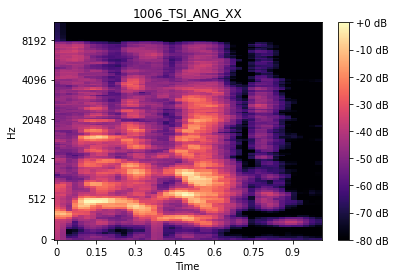 1006_TSI_ANG_XX
8192
4096
2048
1024
512
0
Hz
0
0.15
0.3
0.45
0.6
0.75
0.9
Time
+0 dB
-10 dB
-20 dB
-30 dB
-40 dB
-50 dB
-60 dB
-70 dB
-80 dB